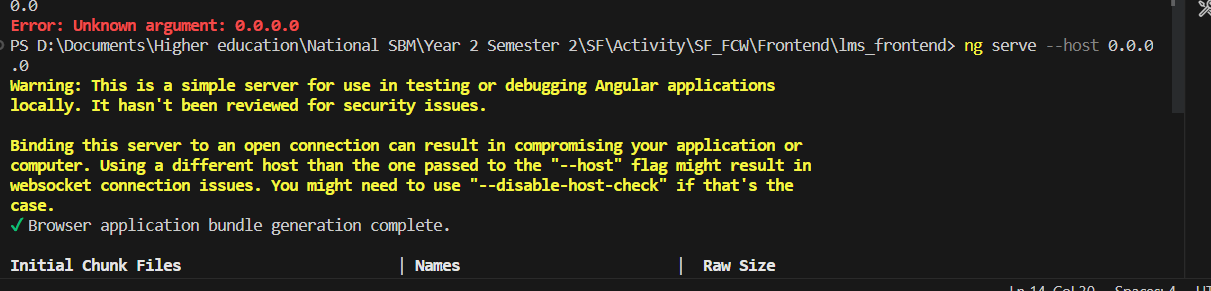 0.0
Error: Unknown argument: 0.0.0.0
PS D:\Documents\Higher education\National SBM\Year 2 Semester 2\SF\Activity\SF_FCW\Frontend\lms_frontend> ng serve --host 0.0.0
.0
Warning: This is a simple server for use in testing or debugging Angular applications
locally. It hasn't been reviewed for security issues.
Binding this server to an open connection can result in compromising your application or
computer. Using a different host than the one passed to the "--host" flag might result in
websocket connection issues. You might need to use "--disable-host-check" if that's the
case.
✓ Browser application bundle generation complete.
Initial Chunk Files | Names | Raw Size